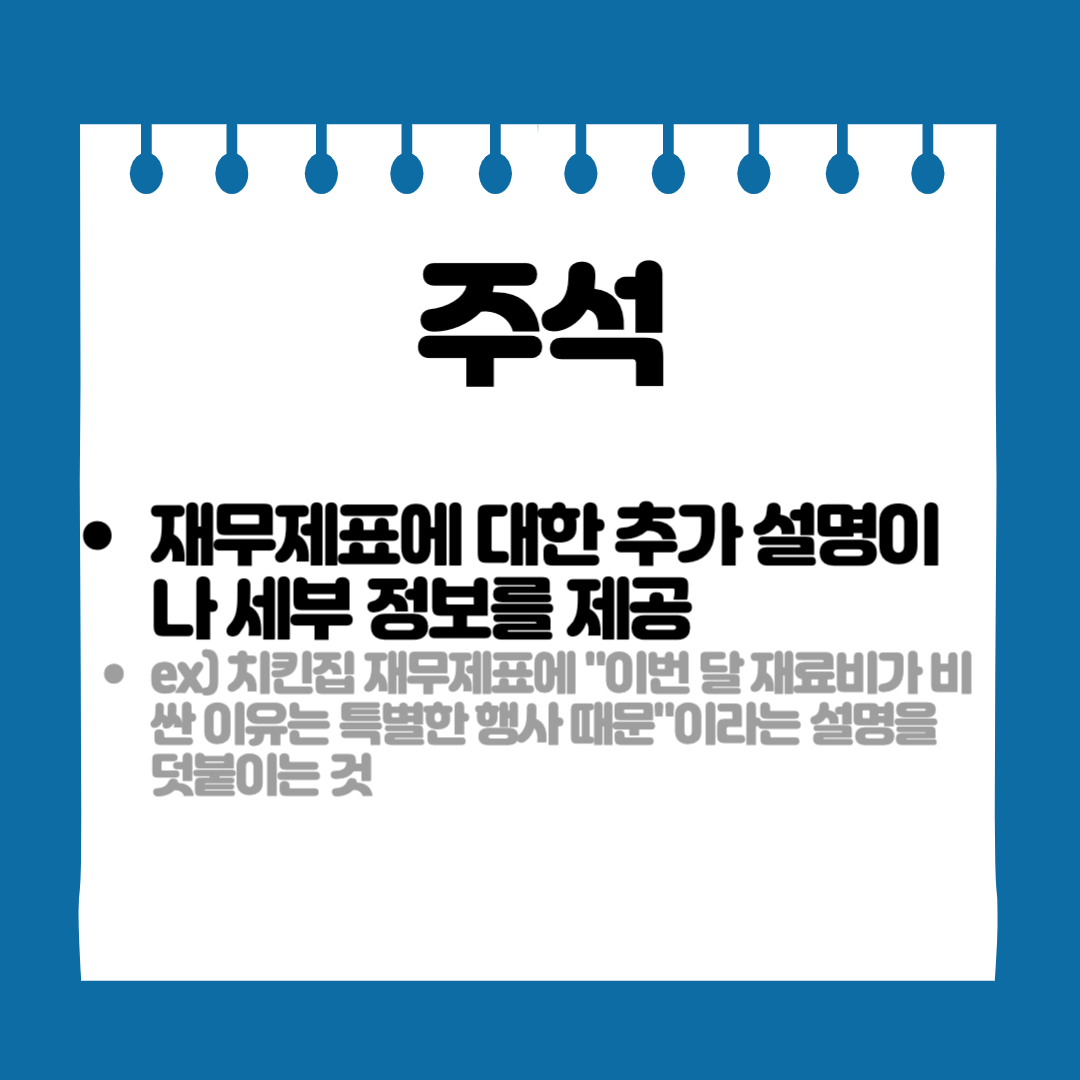 주석
• 재무제표에 대한 추가 설명이
나 세부 정보를 제공
• ex) 치킨집 재무제표에 "이번 달 재료비가 비
싼 이유는 특별한 행사 때문"이라는 설명을
덧붙이는 것